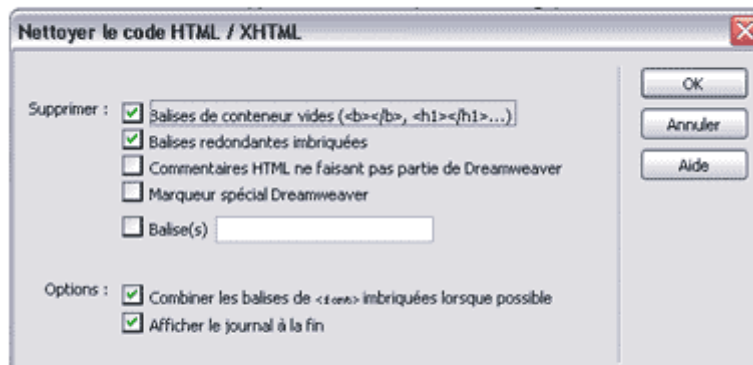 Nettoyer le code HTML / XHTML
OK
Supprimer : Balises de conteneur vides (<b></b>, <h1></h1>...)
Annuler
Balises redondantes imbriquées
Commentaires HTML ne faisant pas partie de Dreamweaver
Aide
Marqueur spécial Dreamweaver
Balise(s)
Options : Combiner les balises de <font> imbriquées lorsque possible
Afficher le journal à la fin